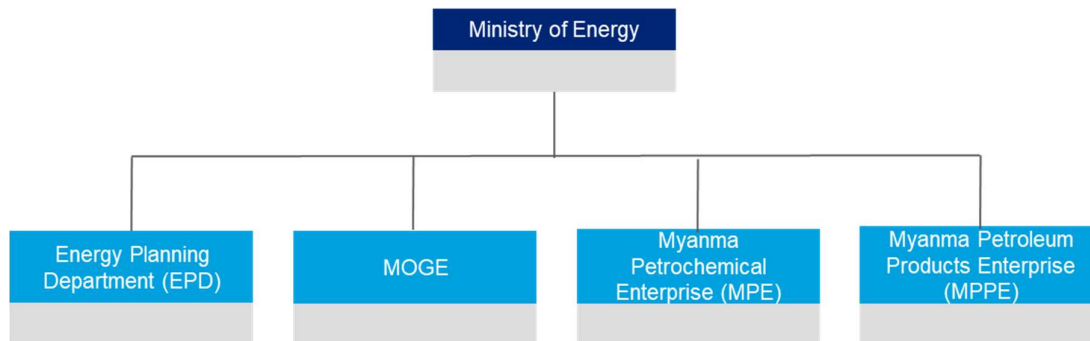 Ministry of Energy
Energy Planning
Department (EPD)
MOGE
Myanma
Petrochemical
Enterprise (MPE)
Myanma Petroleum
Products Enterprise
(MPPE)